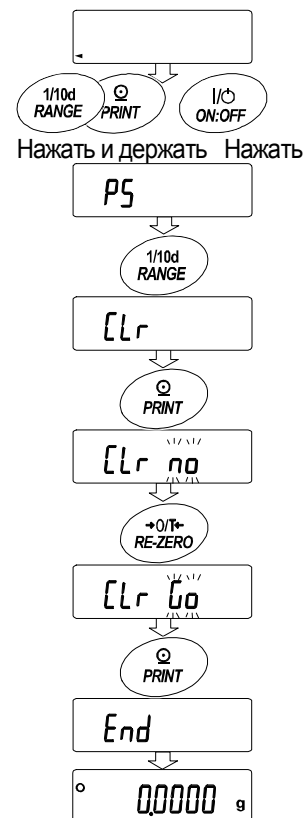 1/10d
RANGE
PRINT
I/⏻
ON:OFF
Нажать и держать Нажать
PS
1/10d
RANGE
CLr
PRINT
CLr no
→0/T←
RE-ZERO
CLr Go
PRINT
End
0.0000 g